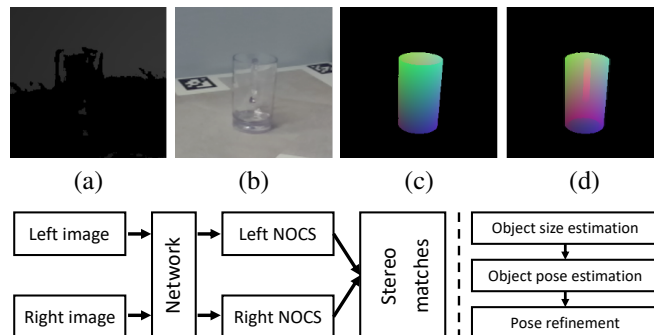 (a) (b) (c) (d)
Left image
Right image
Network
Left NOCS
Right NOCS
Stereo matches
Object size estimation
Object pose estimation
Pose refinement